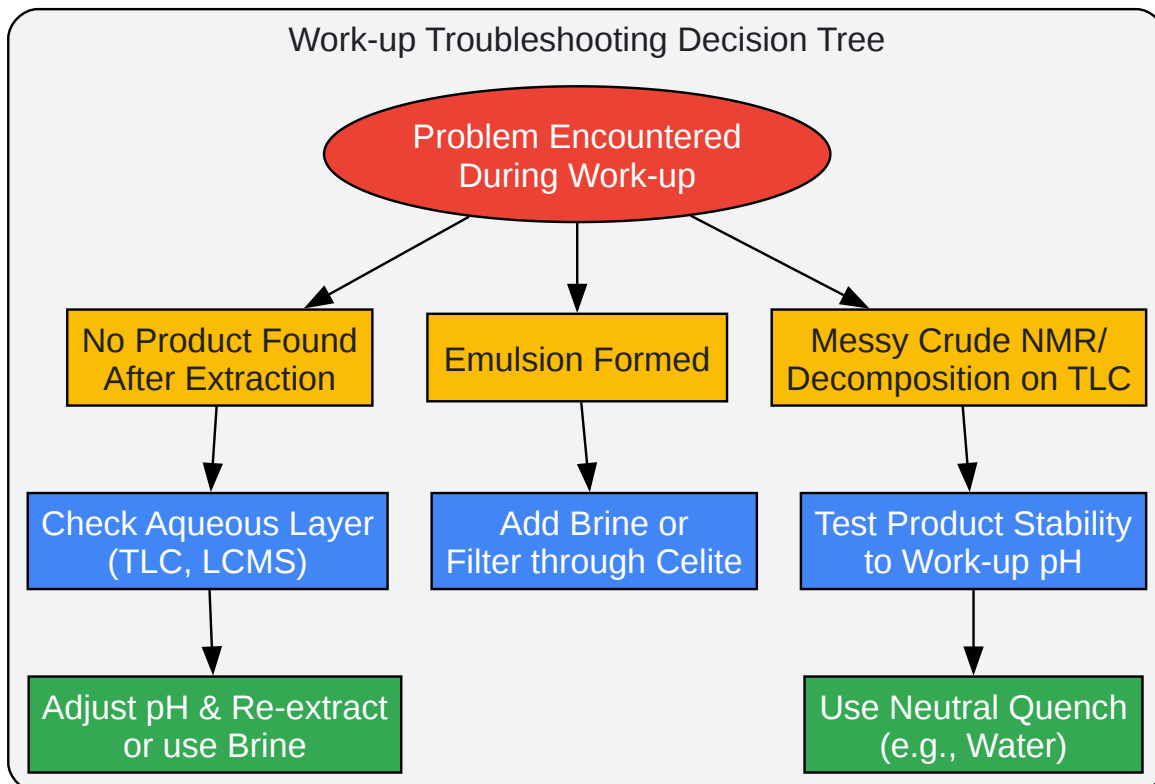 Work-up Troubleshooting Decision Tree
Problem Encountered
During Work-up
No Product Found
After Extraction
Emulsion Formed
Messy Crude NMR/
Decomposition on TLC
Check Aqueous Layer
(TLC, LCMS)
Add Brine or
Filter through Celite
Test Product Stability
to Work-up pH
Adjust pH & Re-extract
or use Brine
Use Neutral Quench
(e.g., Water)